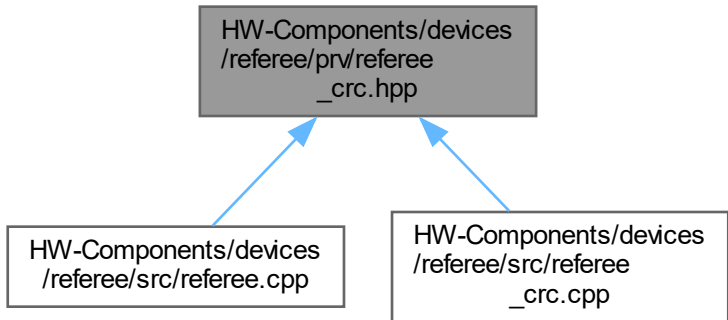 HW-Components/devices
/referee/prv/referee
_crc.hpp
HW-Components/devices
/referee/src/referee.cpp
HW-Components/devices
/referee/src/referee
_crc.cpp